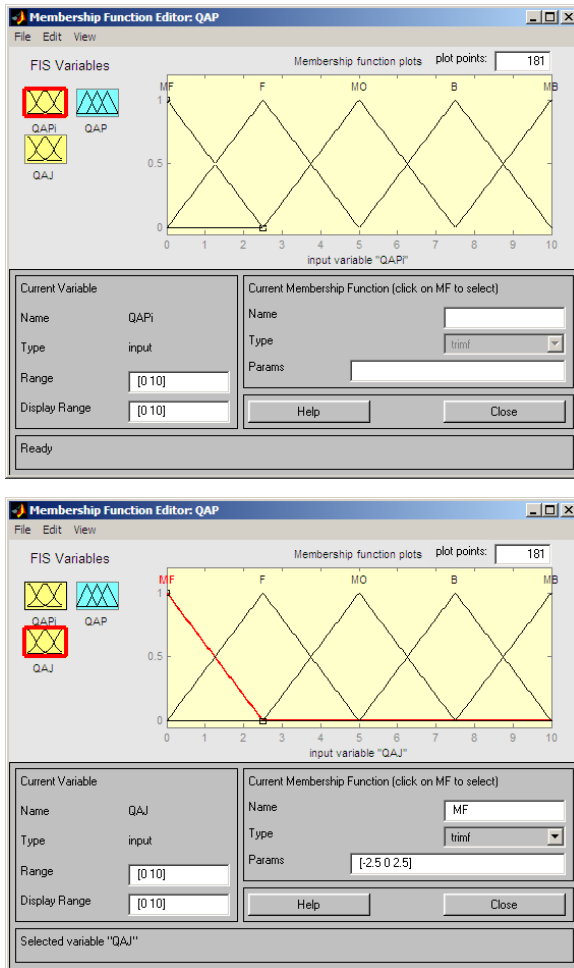 Membership Function Editor: QAP
File Edit View
FIS Variables
Membership function plots plot points: 181
QAPi QAP
QAJ
MF F MO B MB
1
0.5
0
0 1 2 3 4 5 6 7 8 9 10
input variable "QAPi"
Current Variable
Name QAPi
Type input
Range [0 10]
Display Range [0 10]
Current Membership Function (click on MF to select)
Name
Type trimf
Params
Help Close
Ready
Membership Function Editor: QAP
File Edit View
FIS Variables
Membership function plots plot points: 181
QAPi QAP
QAJ
MF F MO B MB
1
0.5
0
0 1 2 3 4 5 6 7 8 9 10
input variable "QAJ"
Current Variable
Name QAJ
Type input
Range [0 10]
Display Range [0 10]
Current Membership Function (click on MF to select)
Name MF
Type trimf
Params [-2.5 0 2.5]
Help Close
Selected variable "QAJ"